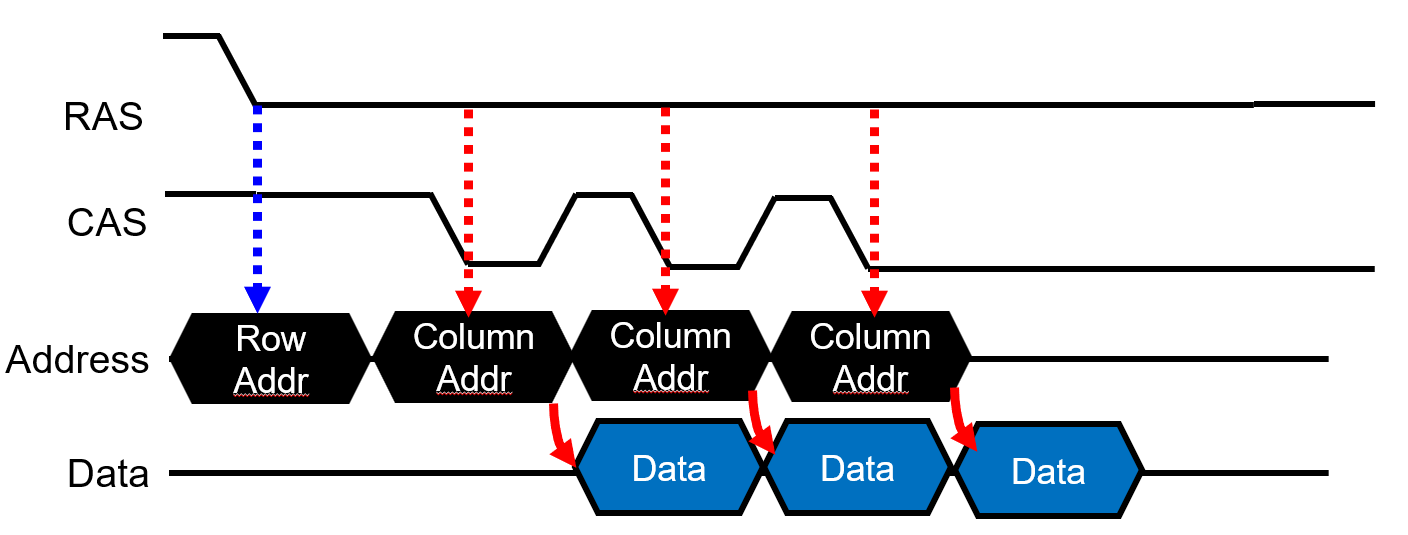 RAS
CAS
Address
Row
Addr
Column
Addr
Column
Addr
Column
Addr
Data
Data
Data
Data